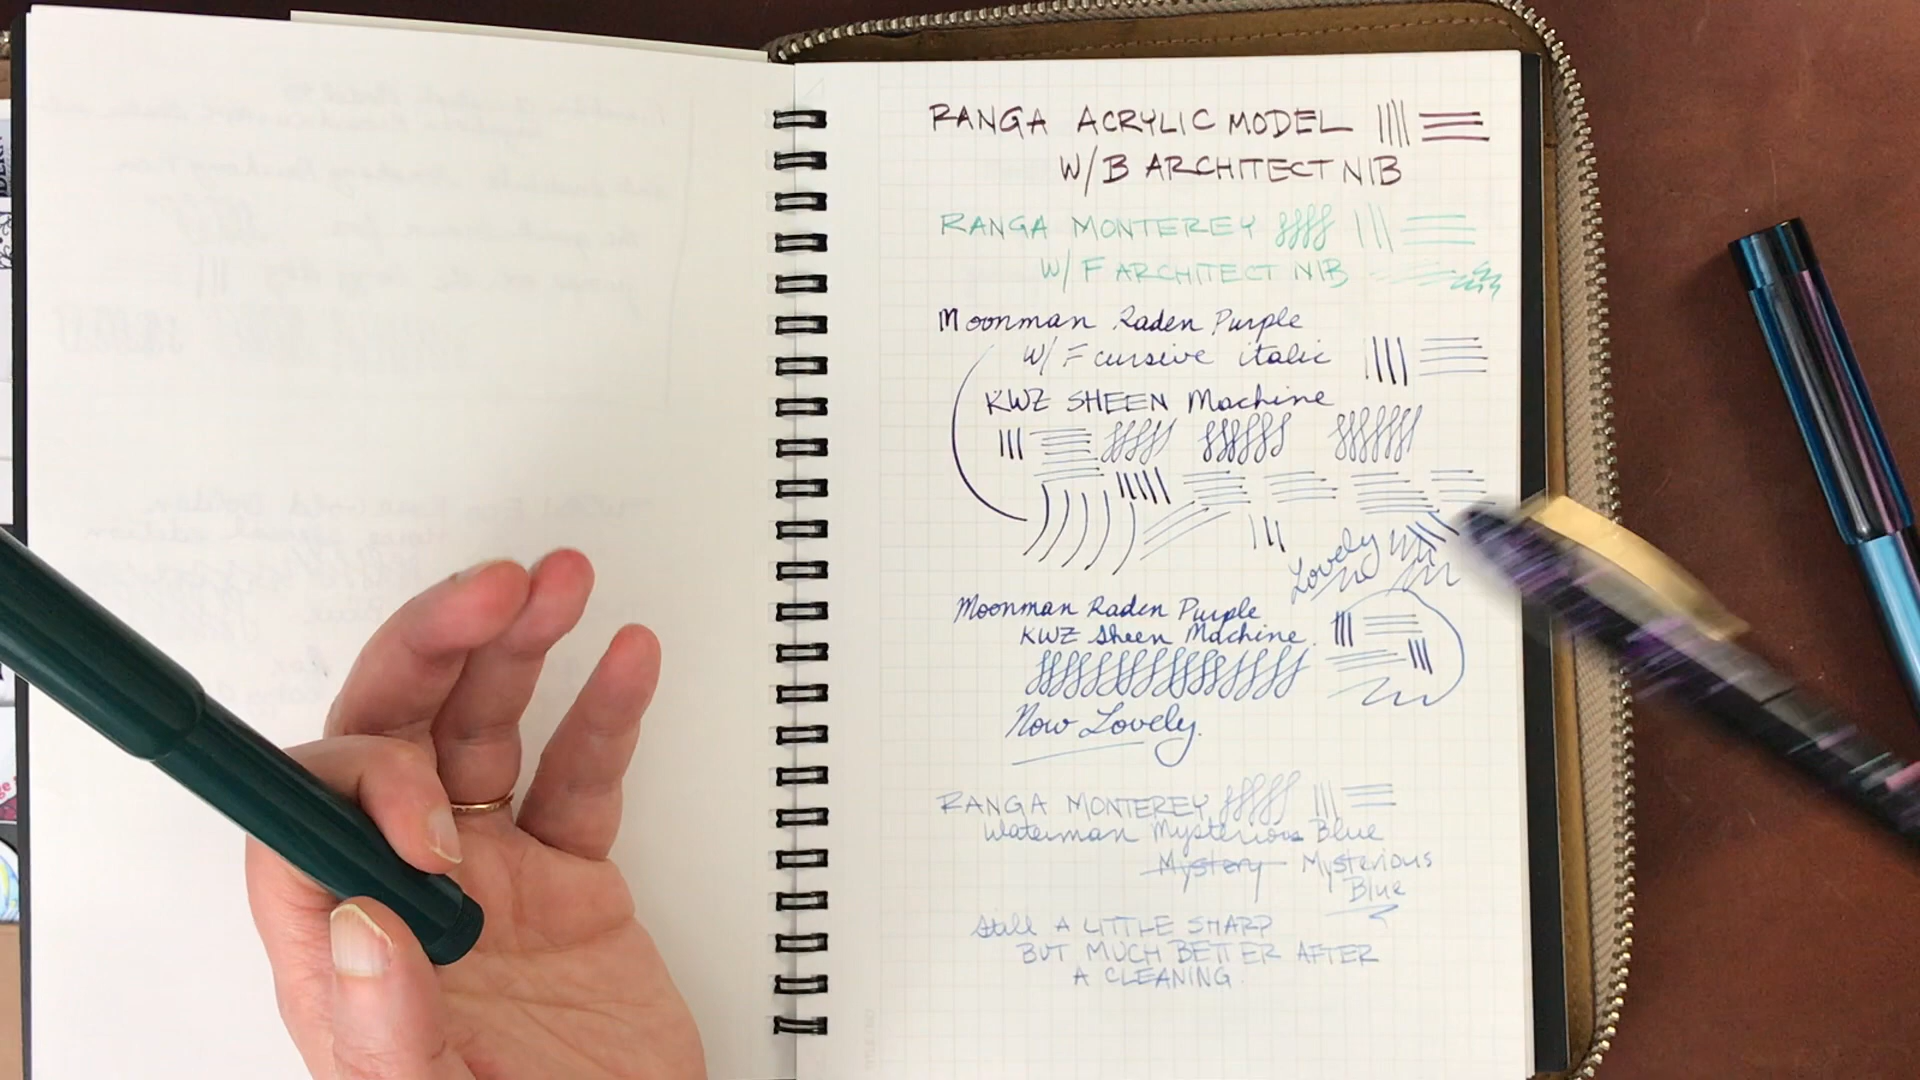 RANGA ACRYLIC MODEL
W/B ARCHITECT NIB
RANGA MONTEREY
W/F ARCHITECT NIB
Moonman Raden Purple
W/ F cursive italic
KWZ SHEEN Machine
Lovely
Moonman Raden Purple
KWZ Sheen Machine.
Now Lovely.
RANGA MONTEREY
Waterman Mysterious Blue
Mystery Mysterious
Blue
Still A LITTLE SHARP
BUT MUCH BETTER AFTER
A CLEANING.